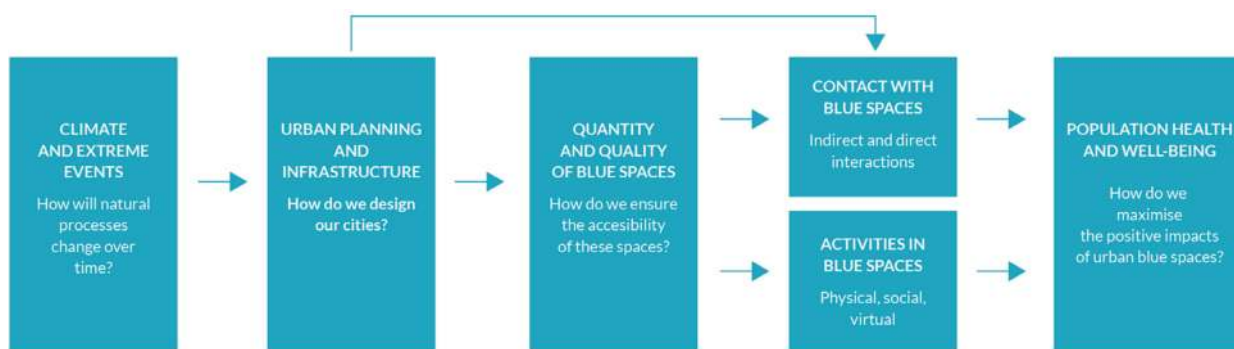 CLIMATE
AND EXTREME
EVENTS
How will natural
processes
change over
time?
URBAN PLANNING
AND
INFRASTRUCTURE
How do we design
our cities?
QUANTITY
AND QUALITY
OF BLUE SPACES
How do we ensure
the accesibility
of these spaces?
CONTACT WITH
BLUE SPACES
Indirect and direct
interactions
ACTIVITIES IN
BLUE SPACES
Physical, social,
virtual
POPULATION HEALTH
AND WELL-BEING
How do we
maximise
the positive impacts
of urban blue spaces?